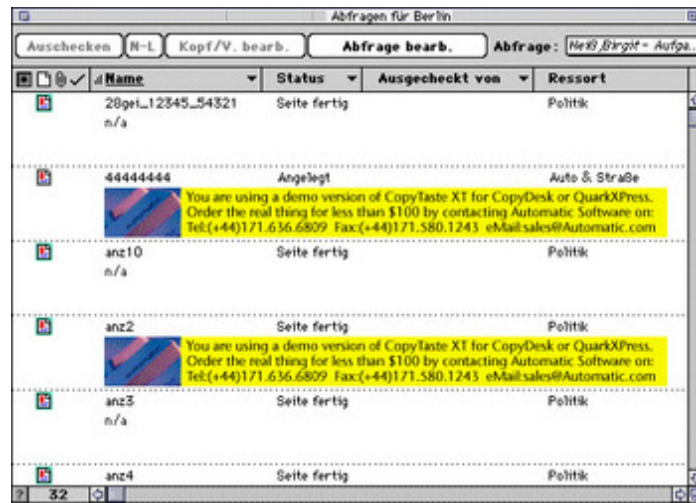 Abfragen für Berlin
Auschecken N-L Kopf/V. bearb. Abfrage bearb. Abfrage: Heiß,Birgit - Aufga...
Name Status Ausgecheckt von Ressort
28gei_12345_54321 Seite fertig Politik
n/a
44444444 Angelegt Auto & Straße
You are using a demo version of CopyTaste XT for CopyDesk or QuarkXPress.
Order the real thing for less than $100 by contacting Automatic Software on:
Tel:(+44)171.636.6809 Fax:(+44)171.580.1243 eMail:sales@Automatic.com
anz10 Seite fertig Politik
n/a
anz2 Seite fertig Politik
You are using a demo version of CopyTaste XT for CopyDesk or QuarkXPress.
Order the real thing for less than $100 by contacting Automatic Software on:
Tel:(+44)171.636.6809 Fax:(+44)171.580.1243 eMail:sales@Automatic.com
anz3 Seite fertig Politik
n/a
anz4 Seite fertig Politik
? 32